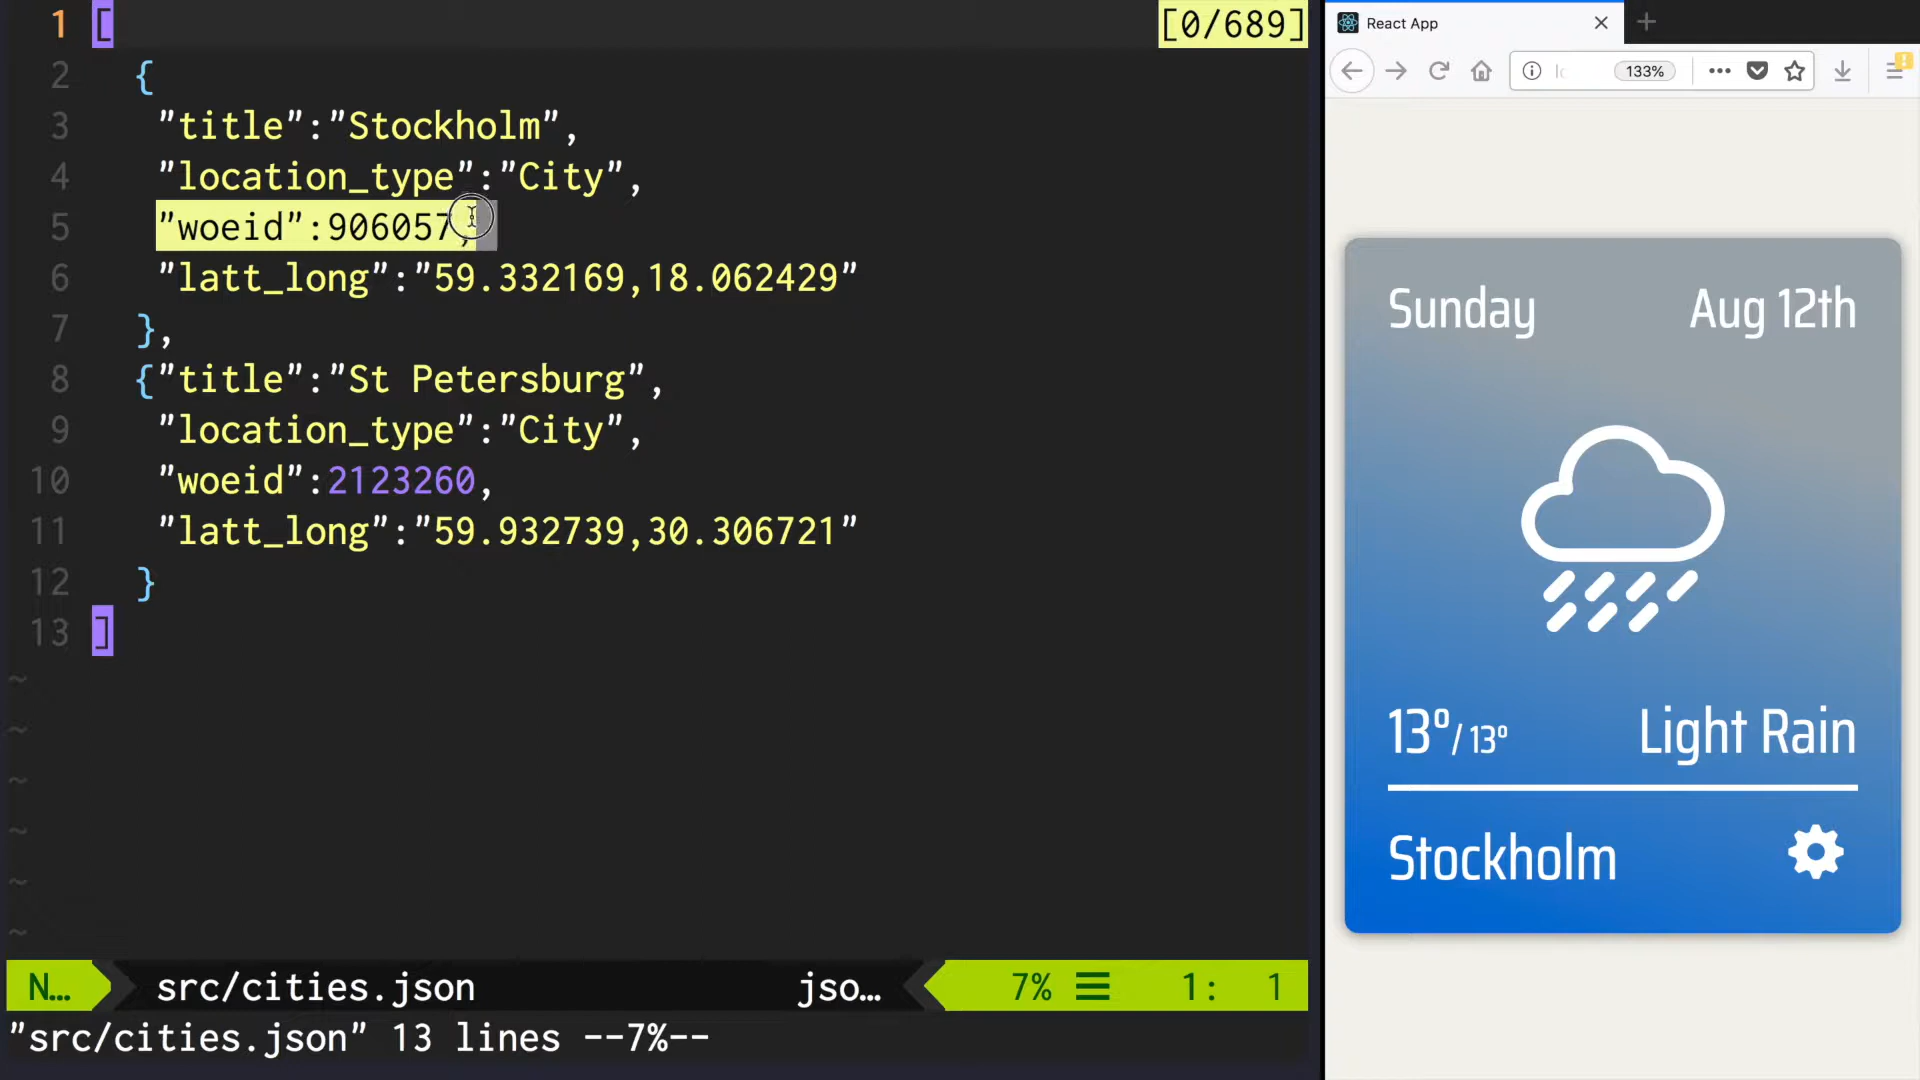 1 [ [0/689]
2 {
3 "title":"Stockholm",
4 "location_type":"City",
5 "woeid":906057,
6 "latt_long":"59.332169,18.062429"
7 },
8 {"title":"St Petersburg",
9 "location_type":"City",
10 "woeid":2123260,
11 "latt_long":"59.932739,30.306721"
12 }
13 ]
~
~
~
~
~
~
N... src/cities.json jso... 7% 1: 1
"src/cities.json" 13 lines --7%--
React App
133%
Sunday Aug 12th
13º/ 13º Light Rain
Stockholm